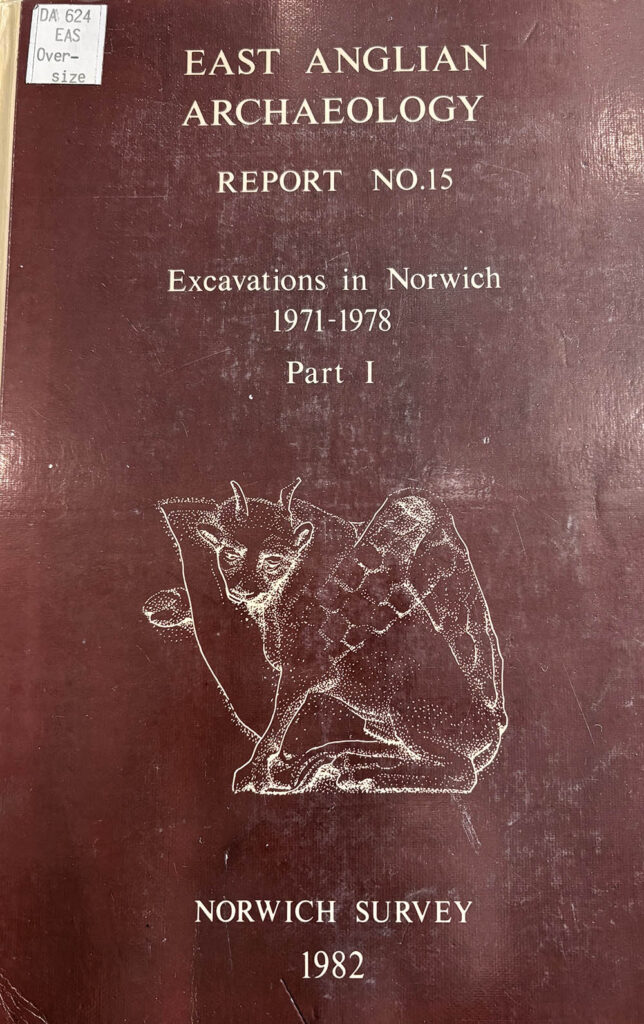 DA 624
EAS
Over-
size
EAST ANGLIAN
ARCHAEOLOGY
REPORT NO.15
Excavations in Norwich
1971-1978
Part I
NORWICH SURVEY
1982